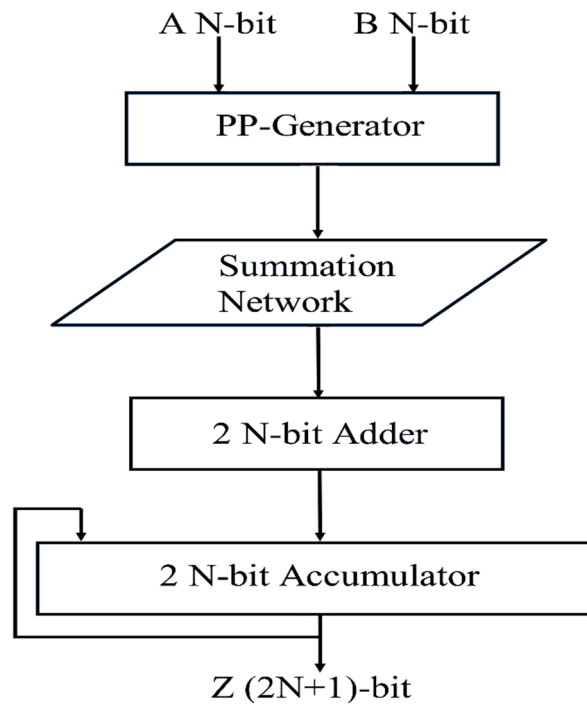 A N-bit B N-bit
PP-Generator
Summation
Network
2 N-bit Adder
2 N-bit Accumulator
Z (2N+1)-bit